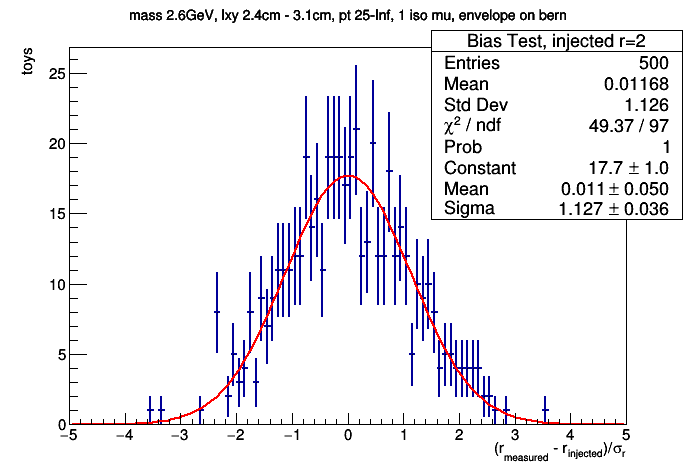 mass 2.6GeV, lxy 2.4cm - 3.1cm, pt 25-Inf, 1 iso mu, envelope on bern
toys
Bias Test, injected r=2
Entries 500
Mean 0.01168
Std Dev 1.126
χ² / ndf 49.37 / 97
Prob 1
Constant 17.7 ± 1.0
Mean 0.011 ± 0.050
Sigma 1.127 ± 0.036
25
20
15
10
5
0
−5 −4 −3 −2 −1 0 1 2 3 4 5
(r_measured - r_injected)/σ_r